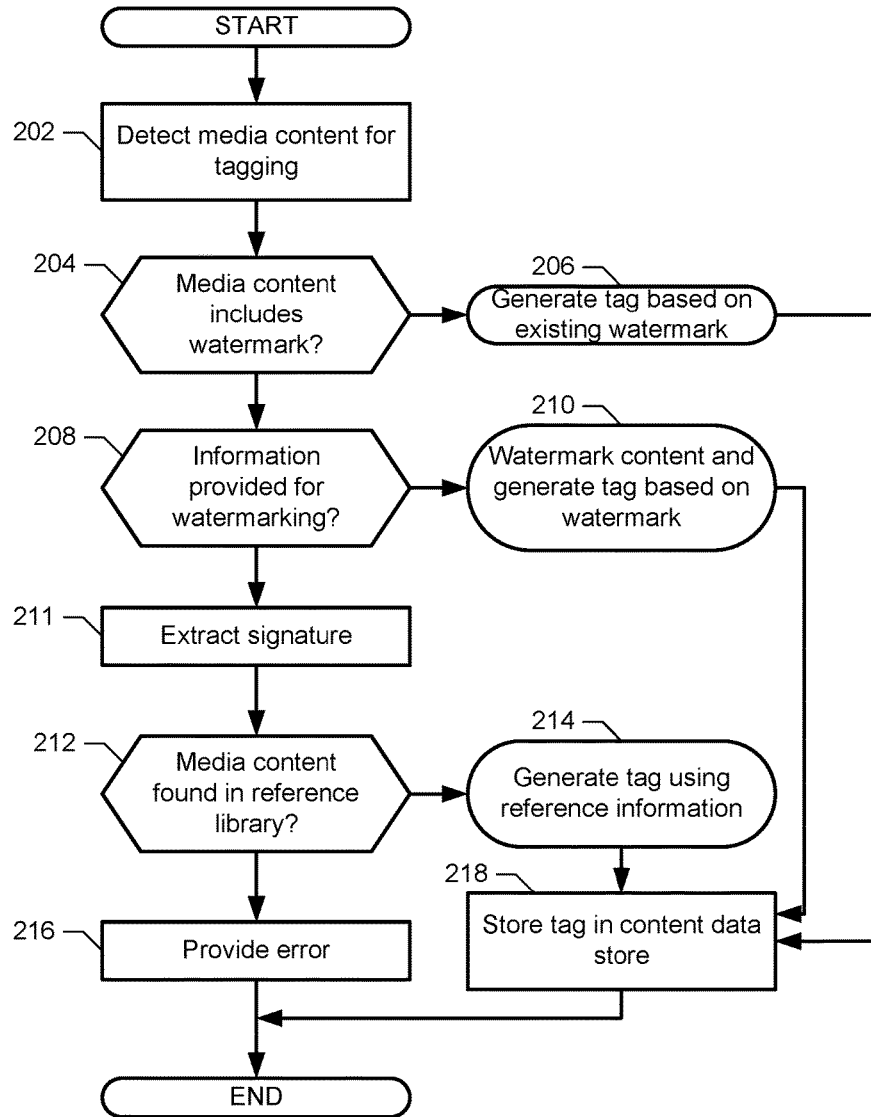 START
202
Detect media content for
tagging
204
Media content
includes
watermark?
206
Generate tag based on
existing watermark
208
Information
provided for
watermarking?
210
Watermark content and
generate tag based on
watermark
211
Extract signature
212
Media content
found in reference
library?
214
Generate tag using
reference information
216
Provide error
218
Store tag in content data
store
END